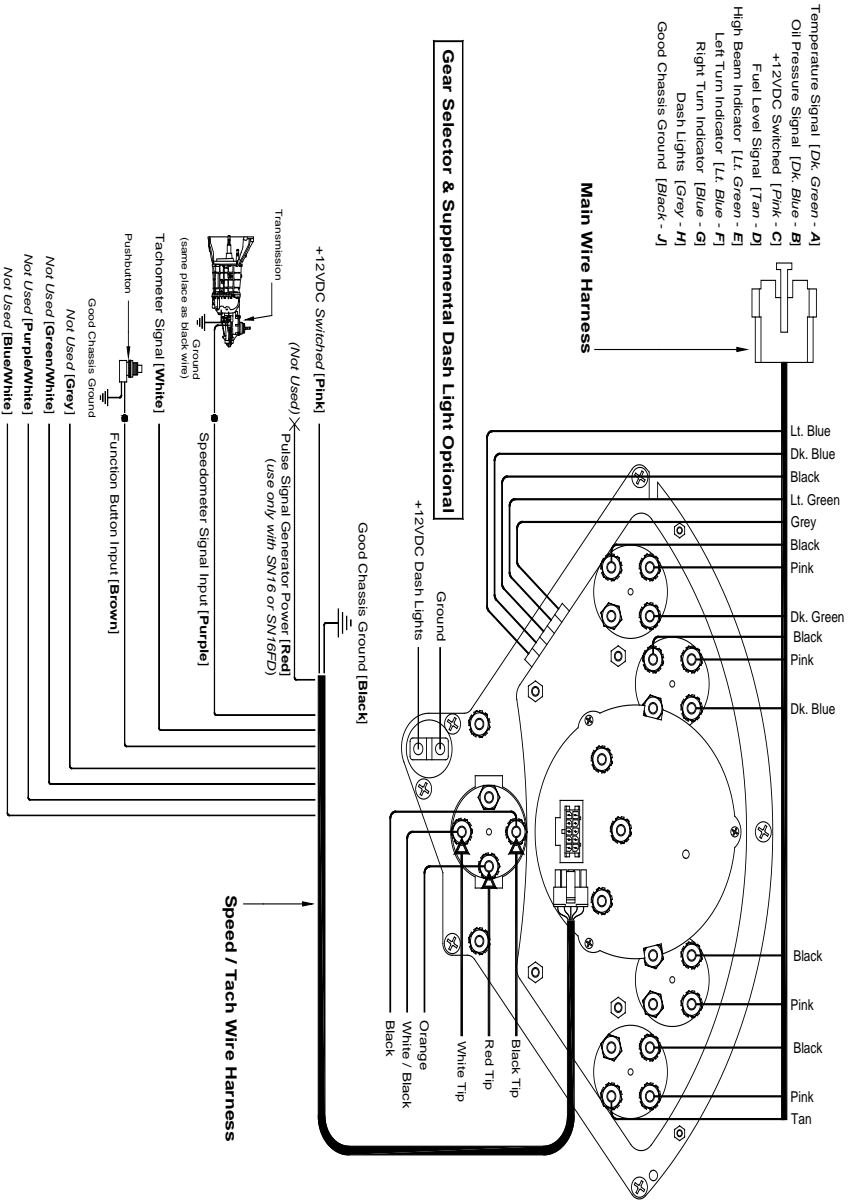 Temperature Signal [Dk. Green - A]
Oil Pressure Signal [Dk. Blue - B]
+12VDC Switched [Pink - C]
Fuel Level Signal [Tan - D]
High Beam Indicator [Lt. Green - E]
Left Turn Indicator [Lt. Blue - F]
Right Turn Indicator [Blue - G]
Dash Lights [Grey - H]
Good Chassis Ground [Black - J]
Main Wire Harness
Lt. Blue
Dk. Blue
Black
Lt. Green
Grey
Black
Pink
Dk. Green
Black
Pink
Dk. Blue
Black
Pink
Black
Pink
Tan
Gear Selector & Supplemental Dash Light Optional
Ground
+12VDC Dash Lights
Black Tip
Red Tip
White Tip
Orange
White / Black
Black
Good Chassis Ground [Black]
+12VDC Switched [Pink]
(Not Used)
Pulse Signal Generator Power [Red]
(use only with SN16 or SN16FD)
Transmission
Ground
(same place as black wire)
Speedometer Signal Input [Purple]
Tachometer Signal [White]
Pushbutton
Good Chassis Ground
Function Button Input [Brown]
Not Used [Grey]
Not Used [Green/White]
Not Used [Purple/White]
Not Used [Blue/White]
Speed / Tach Wire Harness